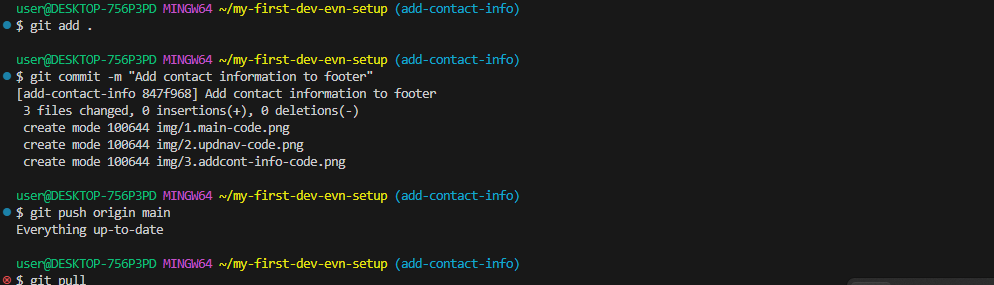 user@DESKTOP-756P3PD MINGW64 ~/my-first-dev-evn-setup (add-contact-info)
$ git add .
user@DESKTOP-756P3PD MINGW64 ~/my-first-dev-evn-setup (add-contact-info)
$ git commit -m "Add contact information to footer"
[add-contact-info 847f968] Add contact information to footer
3 files changed, 0 insertions(+), 0 deletions(-)
create mode 100644 img/1.main-code.png
create mode 100644 img/2.updnav-code.png
create mode 100644 img/3.addcont-info-code.png
user@DESKTOP-756P3PD MINGW64 ~/my-first-dev-evn-setup (add-contact-info)
$ git push origin main
Everything up-to-date
user@DESKTOP-756P3PD MINGW64 ~/my-first-dev-evn-setup (add-contact-info)
$ git pull